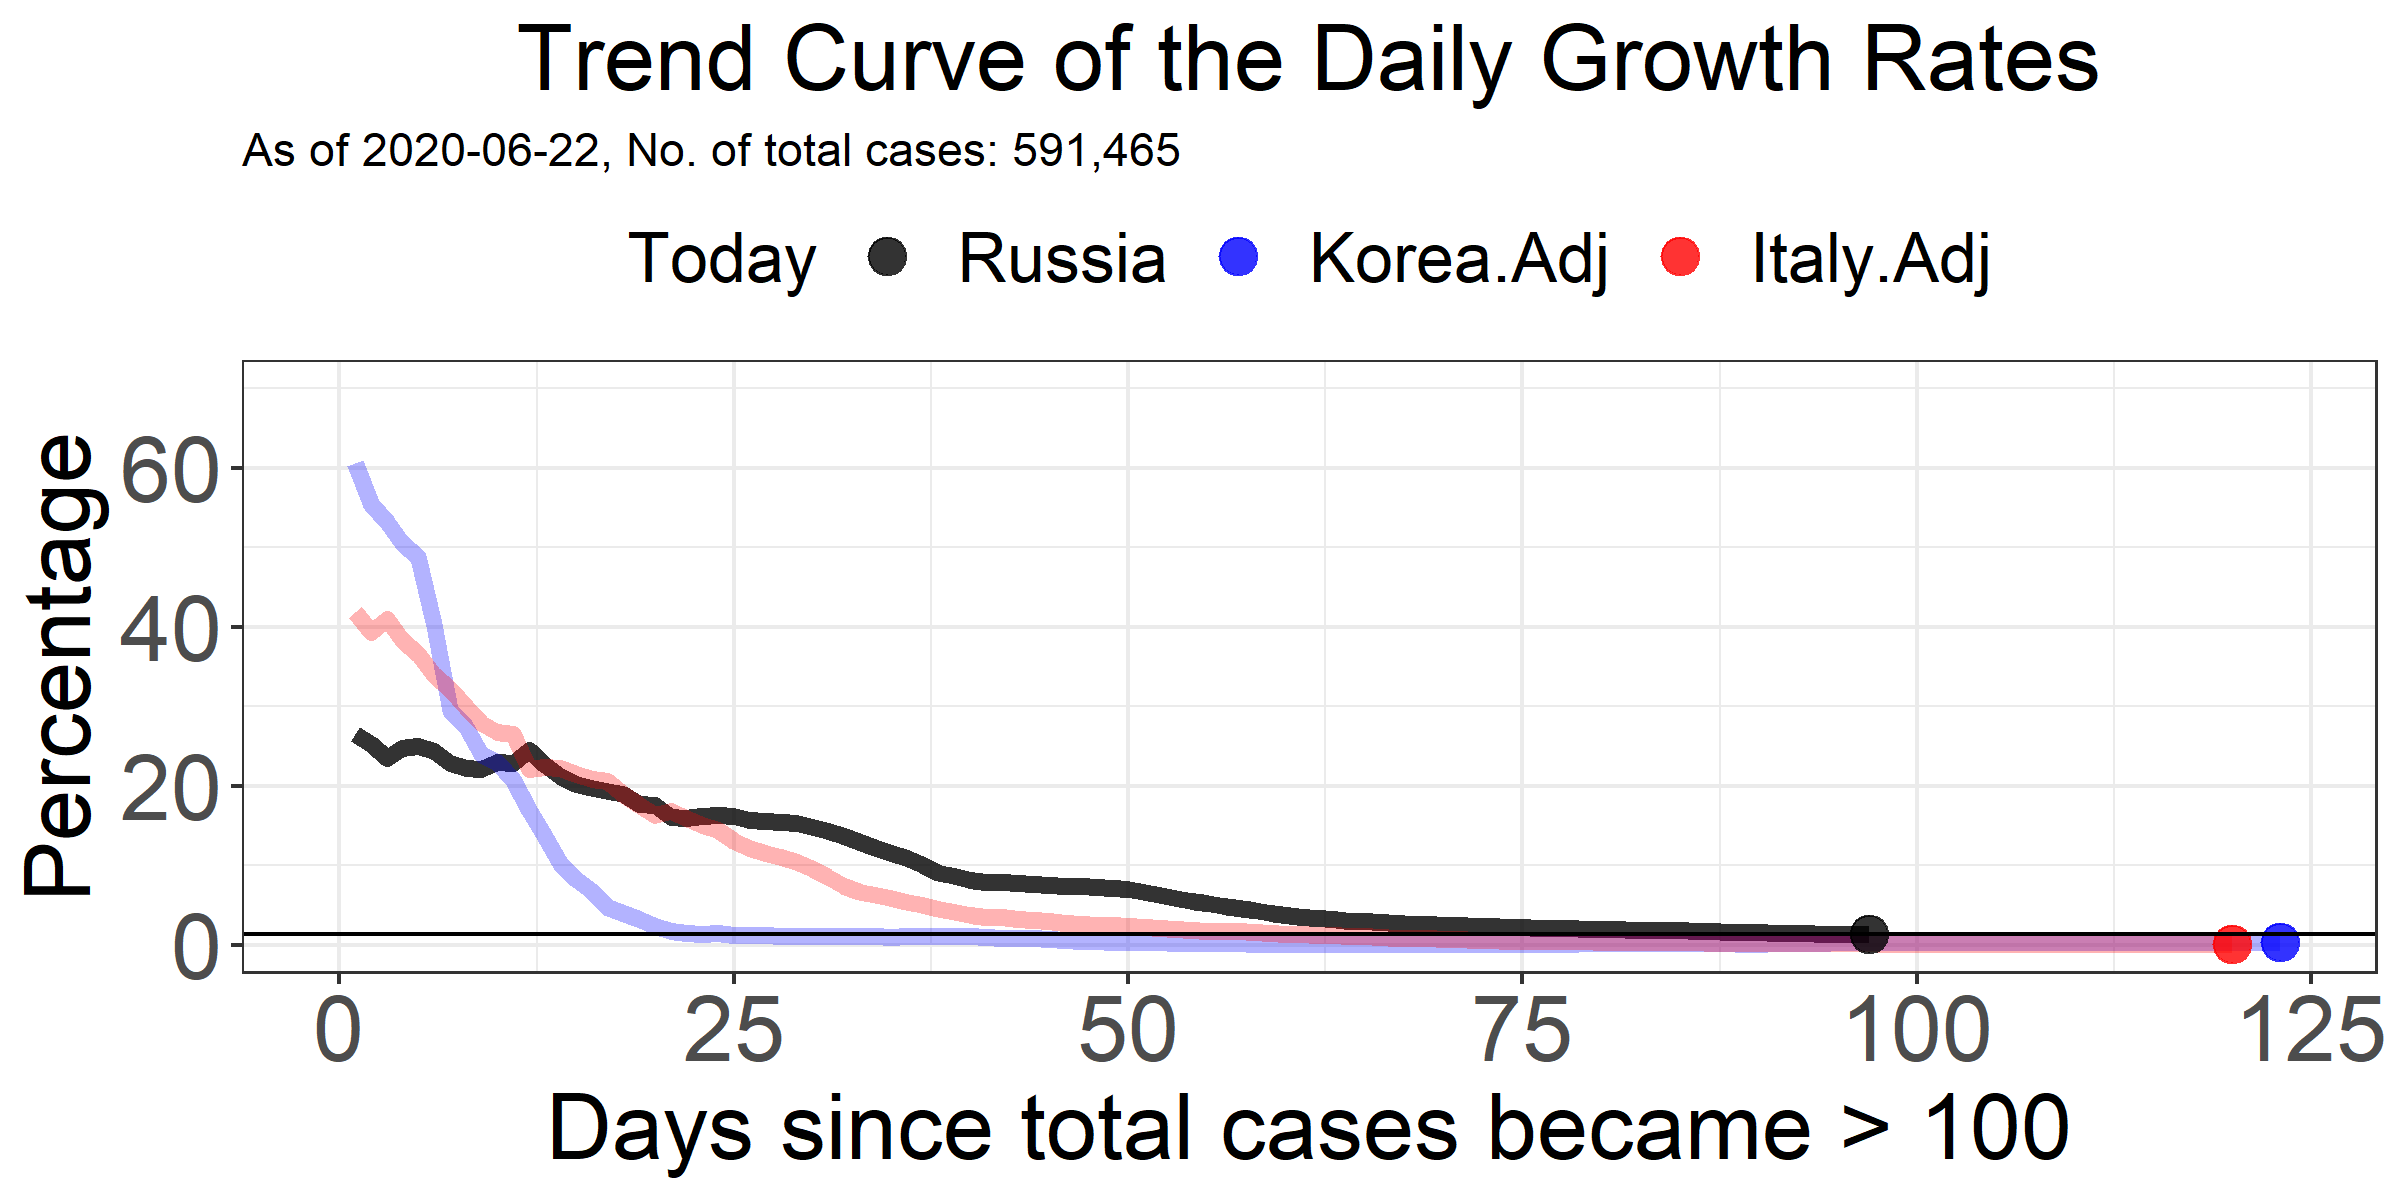 Trend Curve of the Daily Growth Rates
As of 2020-06-22, No. of total cases: 591,465
Today Russia Korea.Adj Italy.Adj
Percentage
60
40
20
0
0 25 50 75 100 125
Days since total cases became > 100